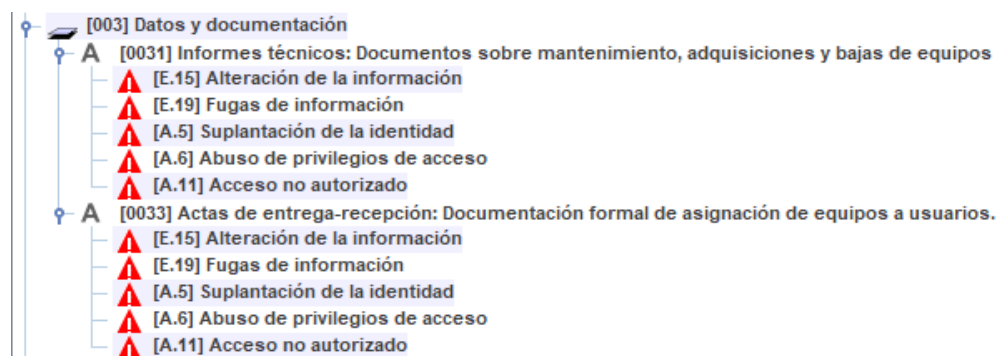 [003] Datos y documentación
A [0031] Informes técnicos: Documentos sobre mantenimiento, adquisiciones y bajas de equipos
[E.15] Alteración de la información
[E.19] Fugas de información
[A.5] Suplantación de la identidad
[A.6] Abuso de privilegios de acceso
[A.11] Acceso no autorizado
A [0033] Actas de entrega-recepción: Documentación formal de asignación de equipos a usuarios.
[E.15] Alteración de la información
[E.19] Fugas de información
[A.5] Suplantación de la identidad
[A.6] Abuso de privilegios de acceso
[A.11] Acceso no autorizado